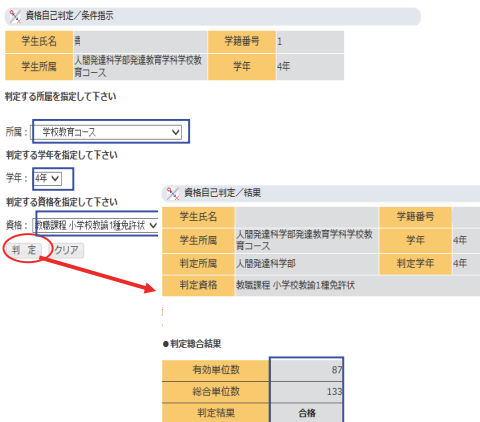 資格自己判定／条件指示
学生氏名 学籍番号 1
学生所属 人間発達科学部発達教育学科学校教育コース 学年 4年
判定する所属を指定して下さい
所属： 学校教育コース
判定する学年を指定して下さい
学年： 4年
判定する資格を指定して下さい
資格： 教職課程 小学校教諭1種免許状
判 定 クリア
資格自己判定／結果
学生氏名 学籍番号
学生所属 人間発達科学部発達教育学科学校教育コース 学年 4年
判定所属 人間発達科学部 判定学年 4年
判定資格 教職課程 小学校教諭1種免許状
●判定総合結果
有効単位数 87
総合単位数 133
判定結果 合格